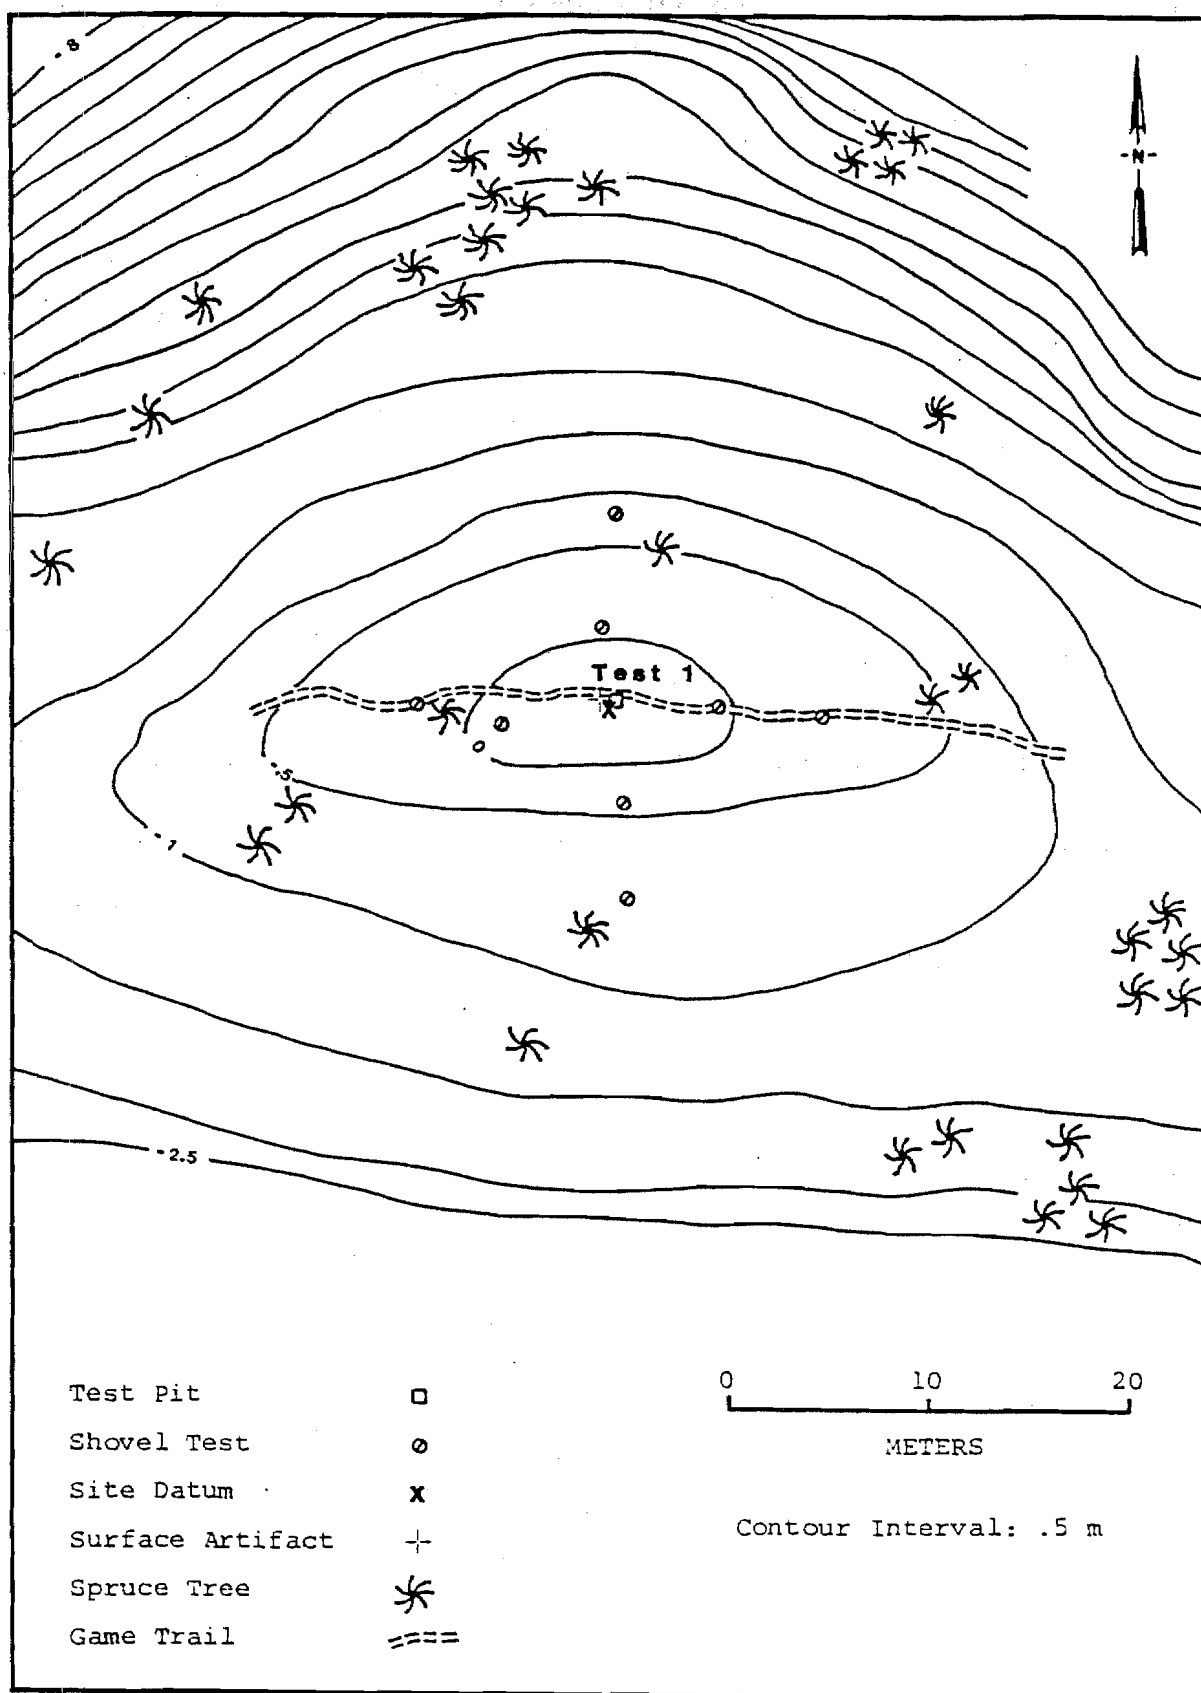 - 8
-N-
Test 1
0
-.5
- 1
-2.5
Test Pit
Shovel Test
Site Datum
Surface Artifact
Spruce Tree
Game Trail
0 10 20
METERS
Contour Interval: .5 m